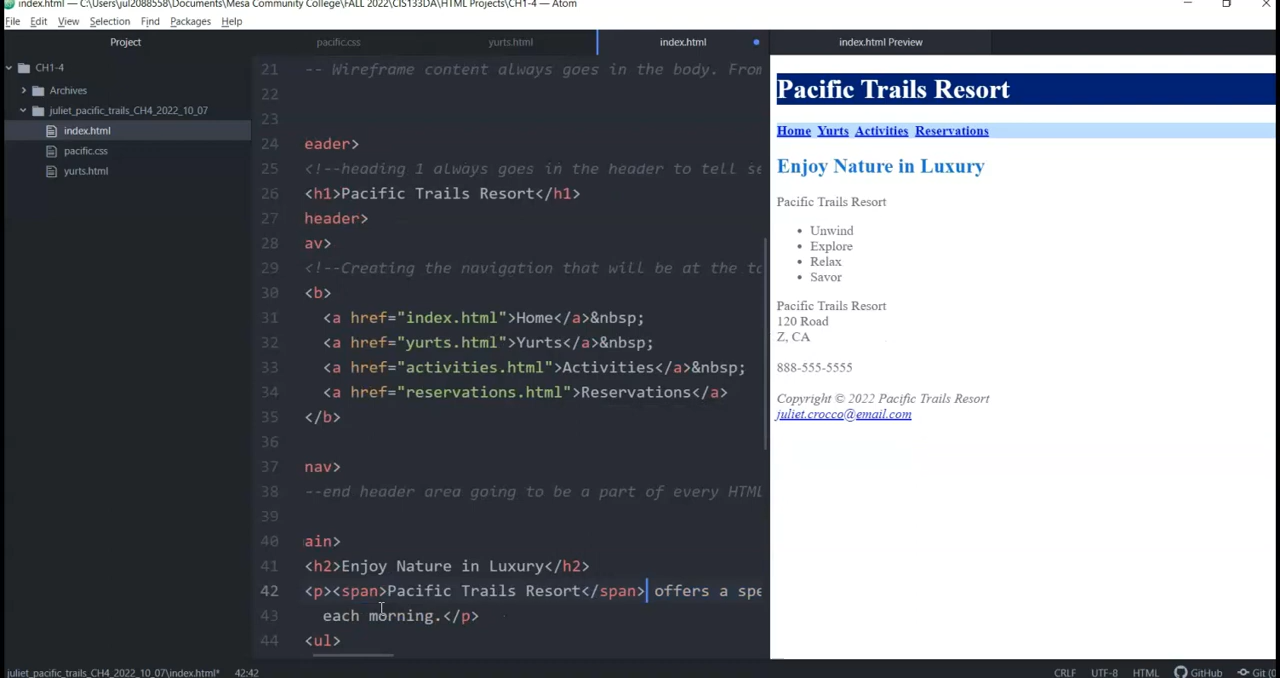 index.html — C:\Users\jul2088558\Documents\Mesa Community College\FALL 2022\CIS133DA\HTML Projects\CH1-4 — Atom
File Edit View Selection Find Packages Help
Project
pacific.css
yurts.html
index.html
index.html Preview
CH1-4
Archives
juliet_pacific_trails_CH4_2022_10_07
index.html
pacific.css
yurts.html
21 -- Wireframe content always goes in the body. From
22
23
24 eader>
25 <!--heading 1 always goes in the header to tell se
26 <h1>Pacific Trails Resort</h1>
27 header>
28 av>
29 <!--Creating the navigation that will be at the to
30 <b>
31 <a href="index.html">Home</a>&nbsp;
32 <a href="yurts.html">Yurts</a>&nbsp;
33 <a href="activities.html">Activities</a>&nbsp;
34 <a href="reservations.html">Reservations</a>
35 </b>
36
37 nav>
38 --end header area going to be a part of every HTML
39
40 ain>
41 <h2>Enjoy Nature in Luxury</h2>
42 <p><span>Pacific Trails Resort</span> offers a spe
43 each morning.</p>
44 <ul>
Pacific Trails Resort
Home Yurts Activities Reservations
Enjoy Nature in Luxury
Pacific Trails Resort
• Unwind
• Explore
• Relax
• Savor
Pacific Trails Resort
120 Road
Z, CA
888-555-5555
Copyright © 2022 Pacific Trails Resort
juliet.crocco@email.com
juliet_pacific_trails_CH4_2022_10_07\index.html* 42:42
CRLF UTF-8 HTML GitHub Git (0